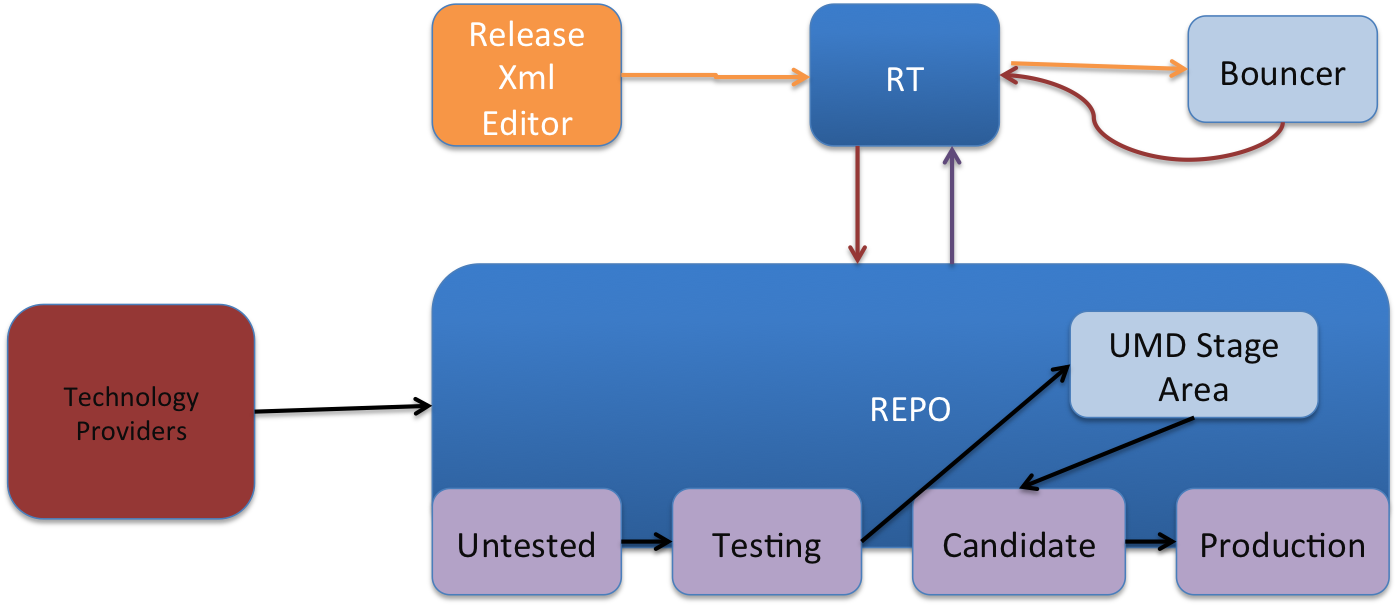 Release
Xml
Editor
RT
Bouncer
Technology
Providers
REPO
UMD Stage
Area
Untested
Testing
Candidate
Production